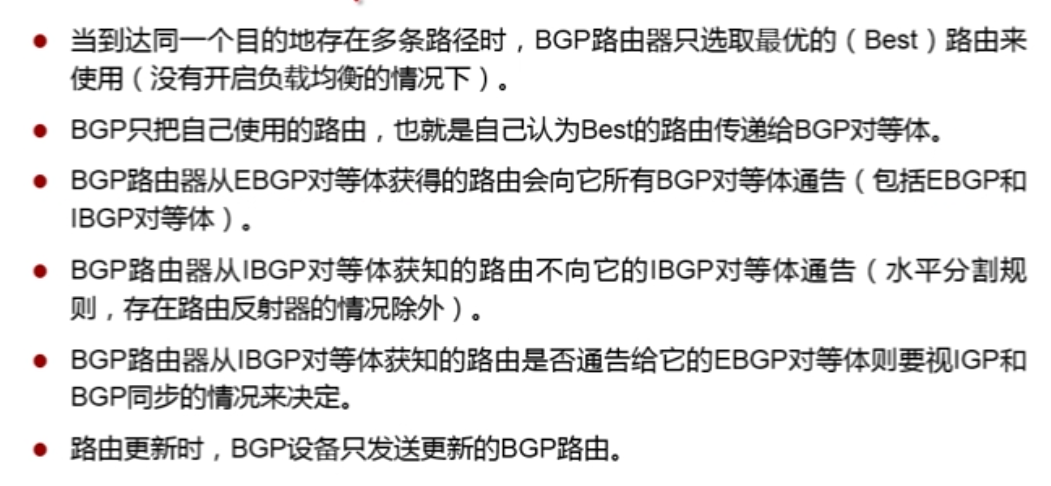 ● 当到达同一个目的地存在多条路径时，BGP路由器只选取最优的（Best）路由来
使用（没有开启负载均衡的情况下）。
● BGP只把自己使用的路由，也就是自己认为Best的路由传递给BGP对等体。
● BGP路由器从EBGP对等体获得的路由会向它所有BGP对等体通告（包括EBGP和
IBGP对等体）。
● BGP路由器从IBGP对等体获知的路由不向它的IBGP对等体通告（水平分割规
则，存在路由反射器的情况除外）。
● BGP路由器从IBGP对等体获知的路由是否通告给它的EBGP对等体则要视IGP和
BGP同步的情况来决定。
● 路由更新时，BGP设备只发送更新的BGP路由。